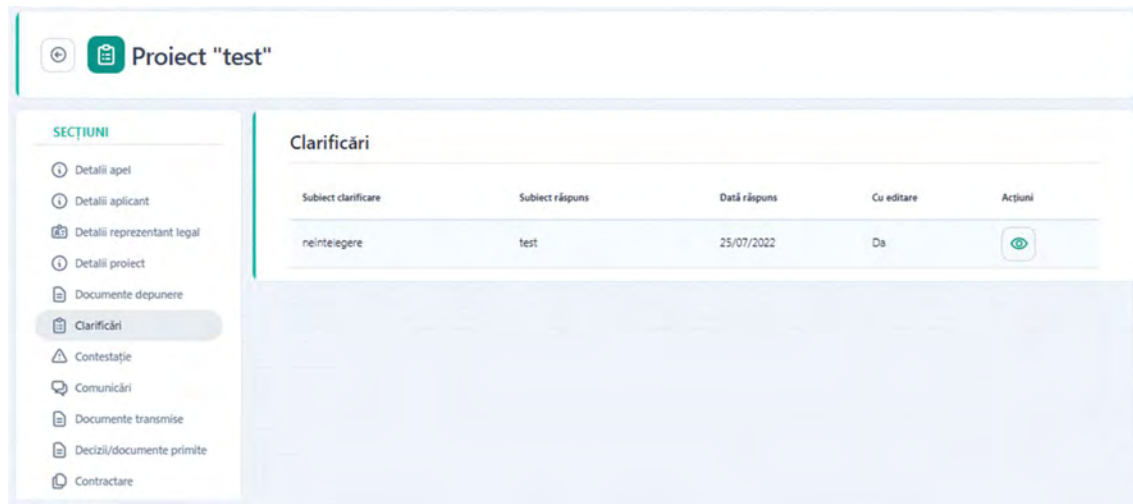 Proiect "test"
SECȚIUNI
Detalii apel
Detalii aplicant
Detalii reprezentant legal
Detalii proiect
Documente depunere
Clarificări
Contestație
Comunicări
Documente transmise
Decizii/documente primite
Contractare
Clarificări
Subiect clarificare Subiect răspuns Dată răspuns Cu editare Acțiuni
neintelegere test 25/07/2022 Da